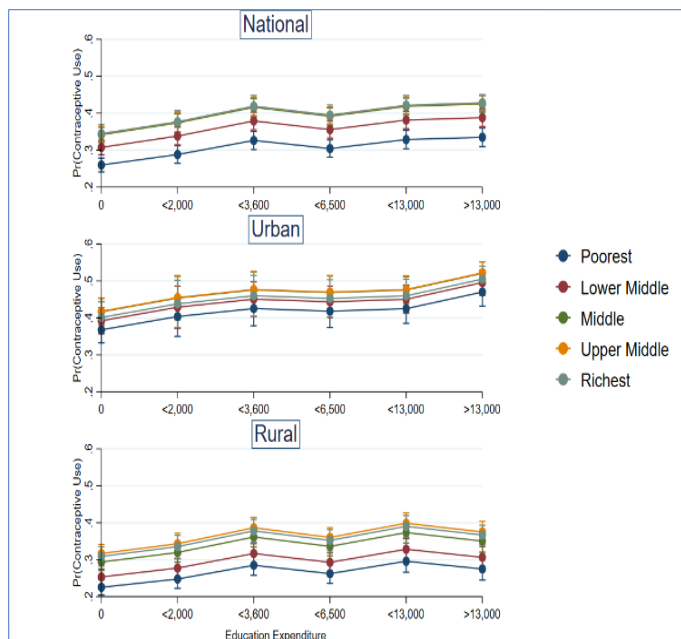 National
Pr(Contraceptive Use)
.6
.5
.4
.3
.2
0 <2,000 <3,600 <6,500 <13,000 >13,000
Urban
Pr(Contraceptive Use)
.6
.5
.4
.3
.2
0 <2,000 <3,600 <6,500 <13,000 >13,000
Poorest
Lower Middle
Middle
Upper Middle
Richest
Rural
Pr(Contraceptive Use)
.6
.5
.4
.3
.2
0 <2,000 <3,600 <6,500 <13,000 >13,000
Education Expenditure